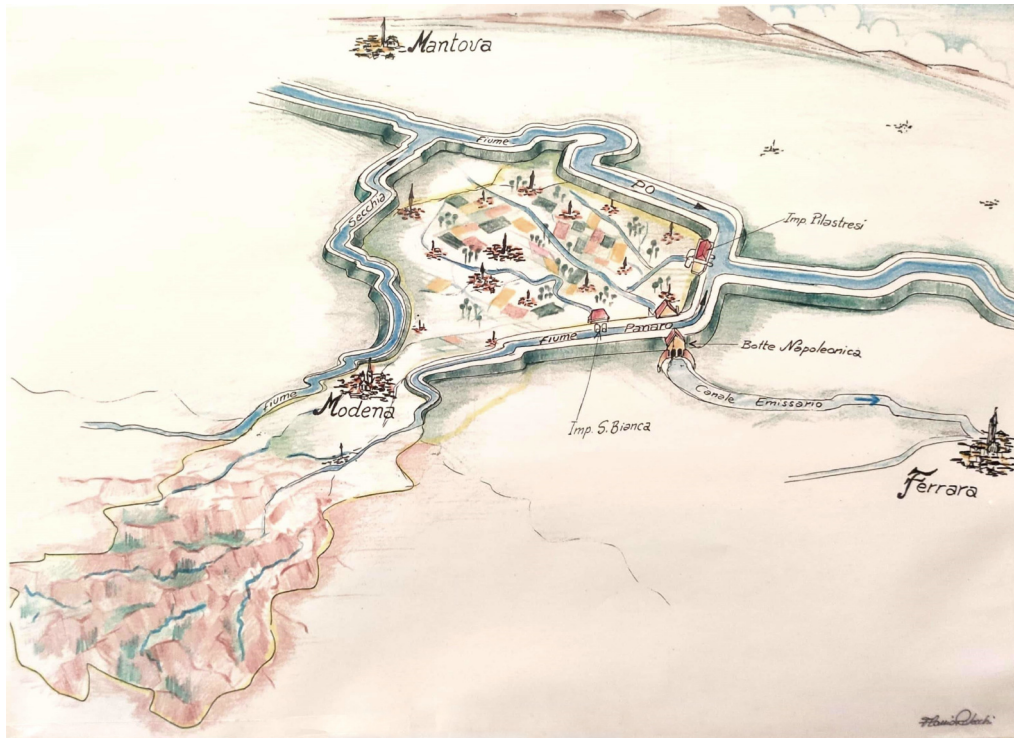 Mantova
Fiume
PO
Secchia
Imp. Pilastresi
Fiume Panaro
Botte Napoleonica
Fiume
Modena
Canale Emissario
Imp. S. Bianca
Ferrara